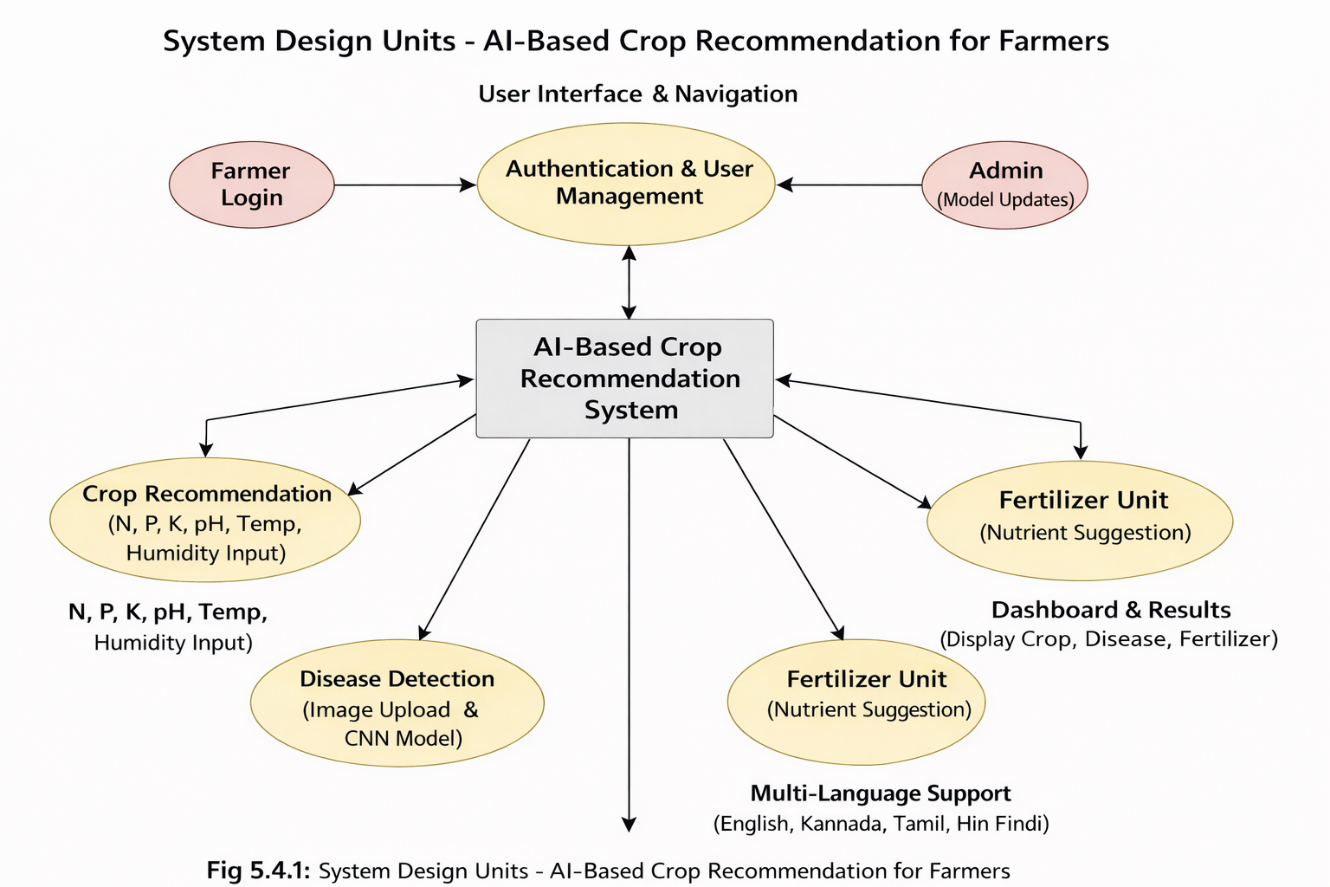 System Design Units - AI-Based Crop Recommendation for Farmers
User Interface & Navigation
Farmer
Login
Authentication & User
Management
Admin
(Model Updates)
AI-Based Crop
Recommendation
System
Crop Recommendation
(N, P, K, pH, Temp,
Humidity Input)
N, P, K, pH, Temp,
Humidity Input)
Fertilizer Unit
(Nutrient Suggestion)
Dashboard & Results
(Display Crop, Disease, Fertilizer)
Disease Detection
(Image Upload &
CNN Model)
Fertilizer Unit
(Nutrient Suggestion)
Multi-Language Support
(English, Kannada, Tamil, Hin Findi)
Fig 5.4.1: System Design Units - AI-Based Crop Recommendation for Farmers